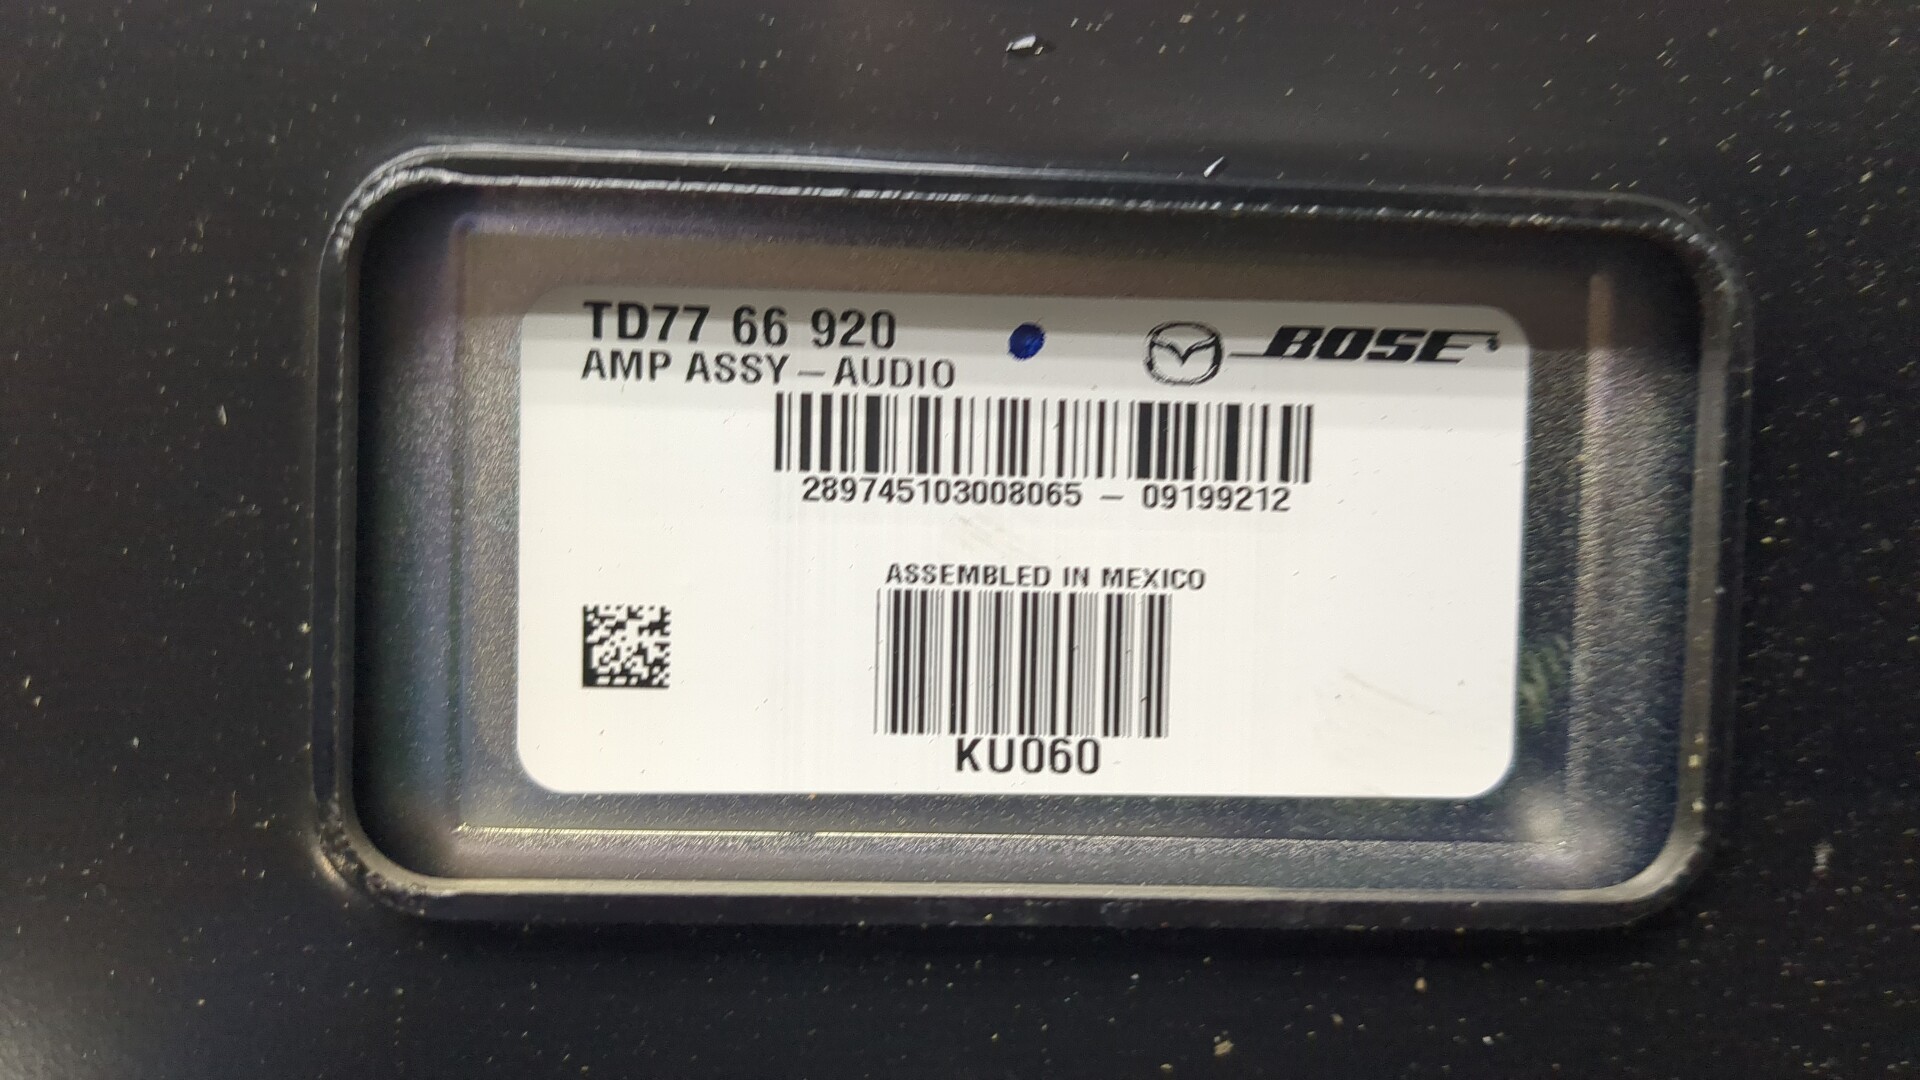 TD77 66 920
AMP ASSY – AUDIO
BOSE®
289745103008065 – 09199212
ASSEMBLED IN MEXICO
KU060